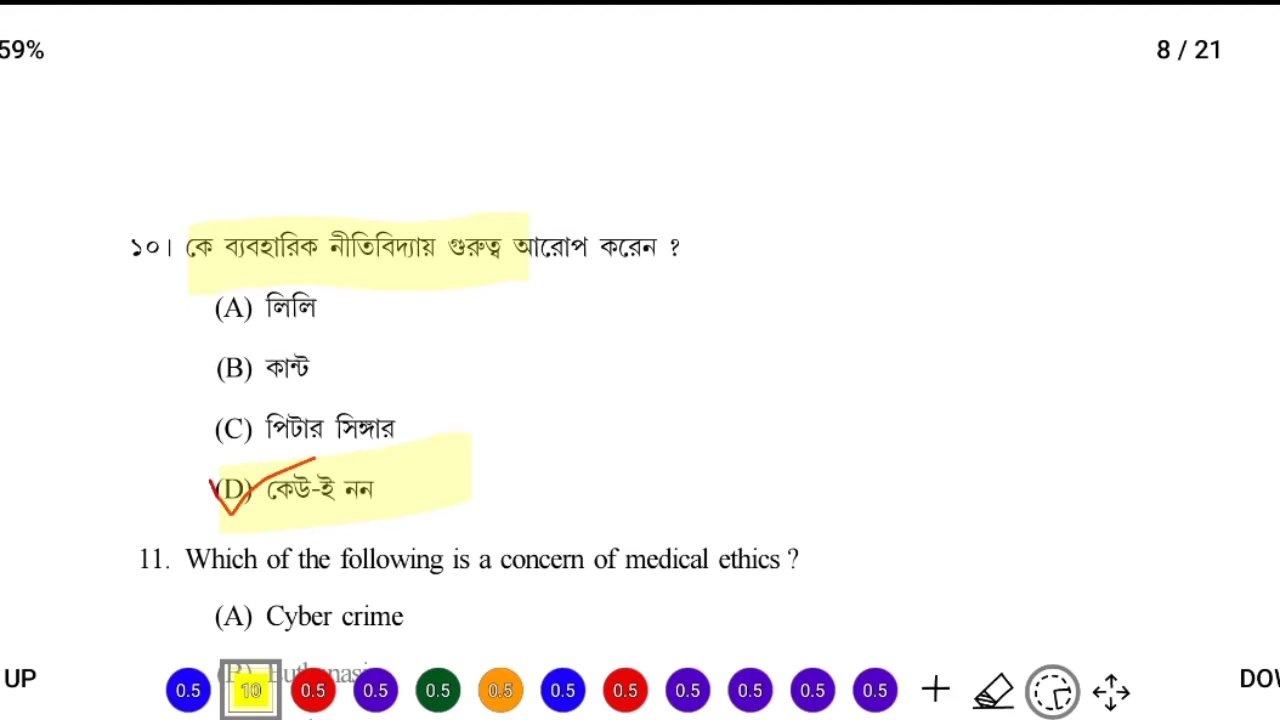 59%
8 / 21
১০। কে ব্যবহারিক নীতিবিদ্যায় গুরুত্ব আরোপ করেন ?
(A) লিলি
(B) কান্ট
(C) পিটার সিঙ্গার
(D) কেউ-ই নন
11. Which of the following is a concern of medical ethics ?
(A) Cyber crime
(B)
UP
0.5 10 0.5 0.5 0.5 0.5 0.5 0.5 0.5 0.5 0.5 0.5